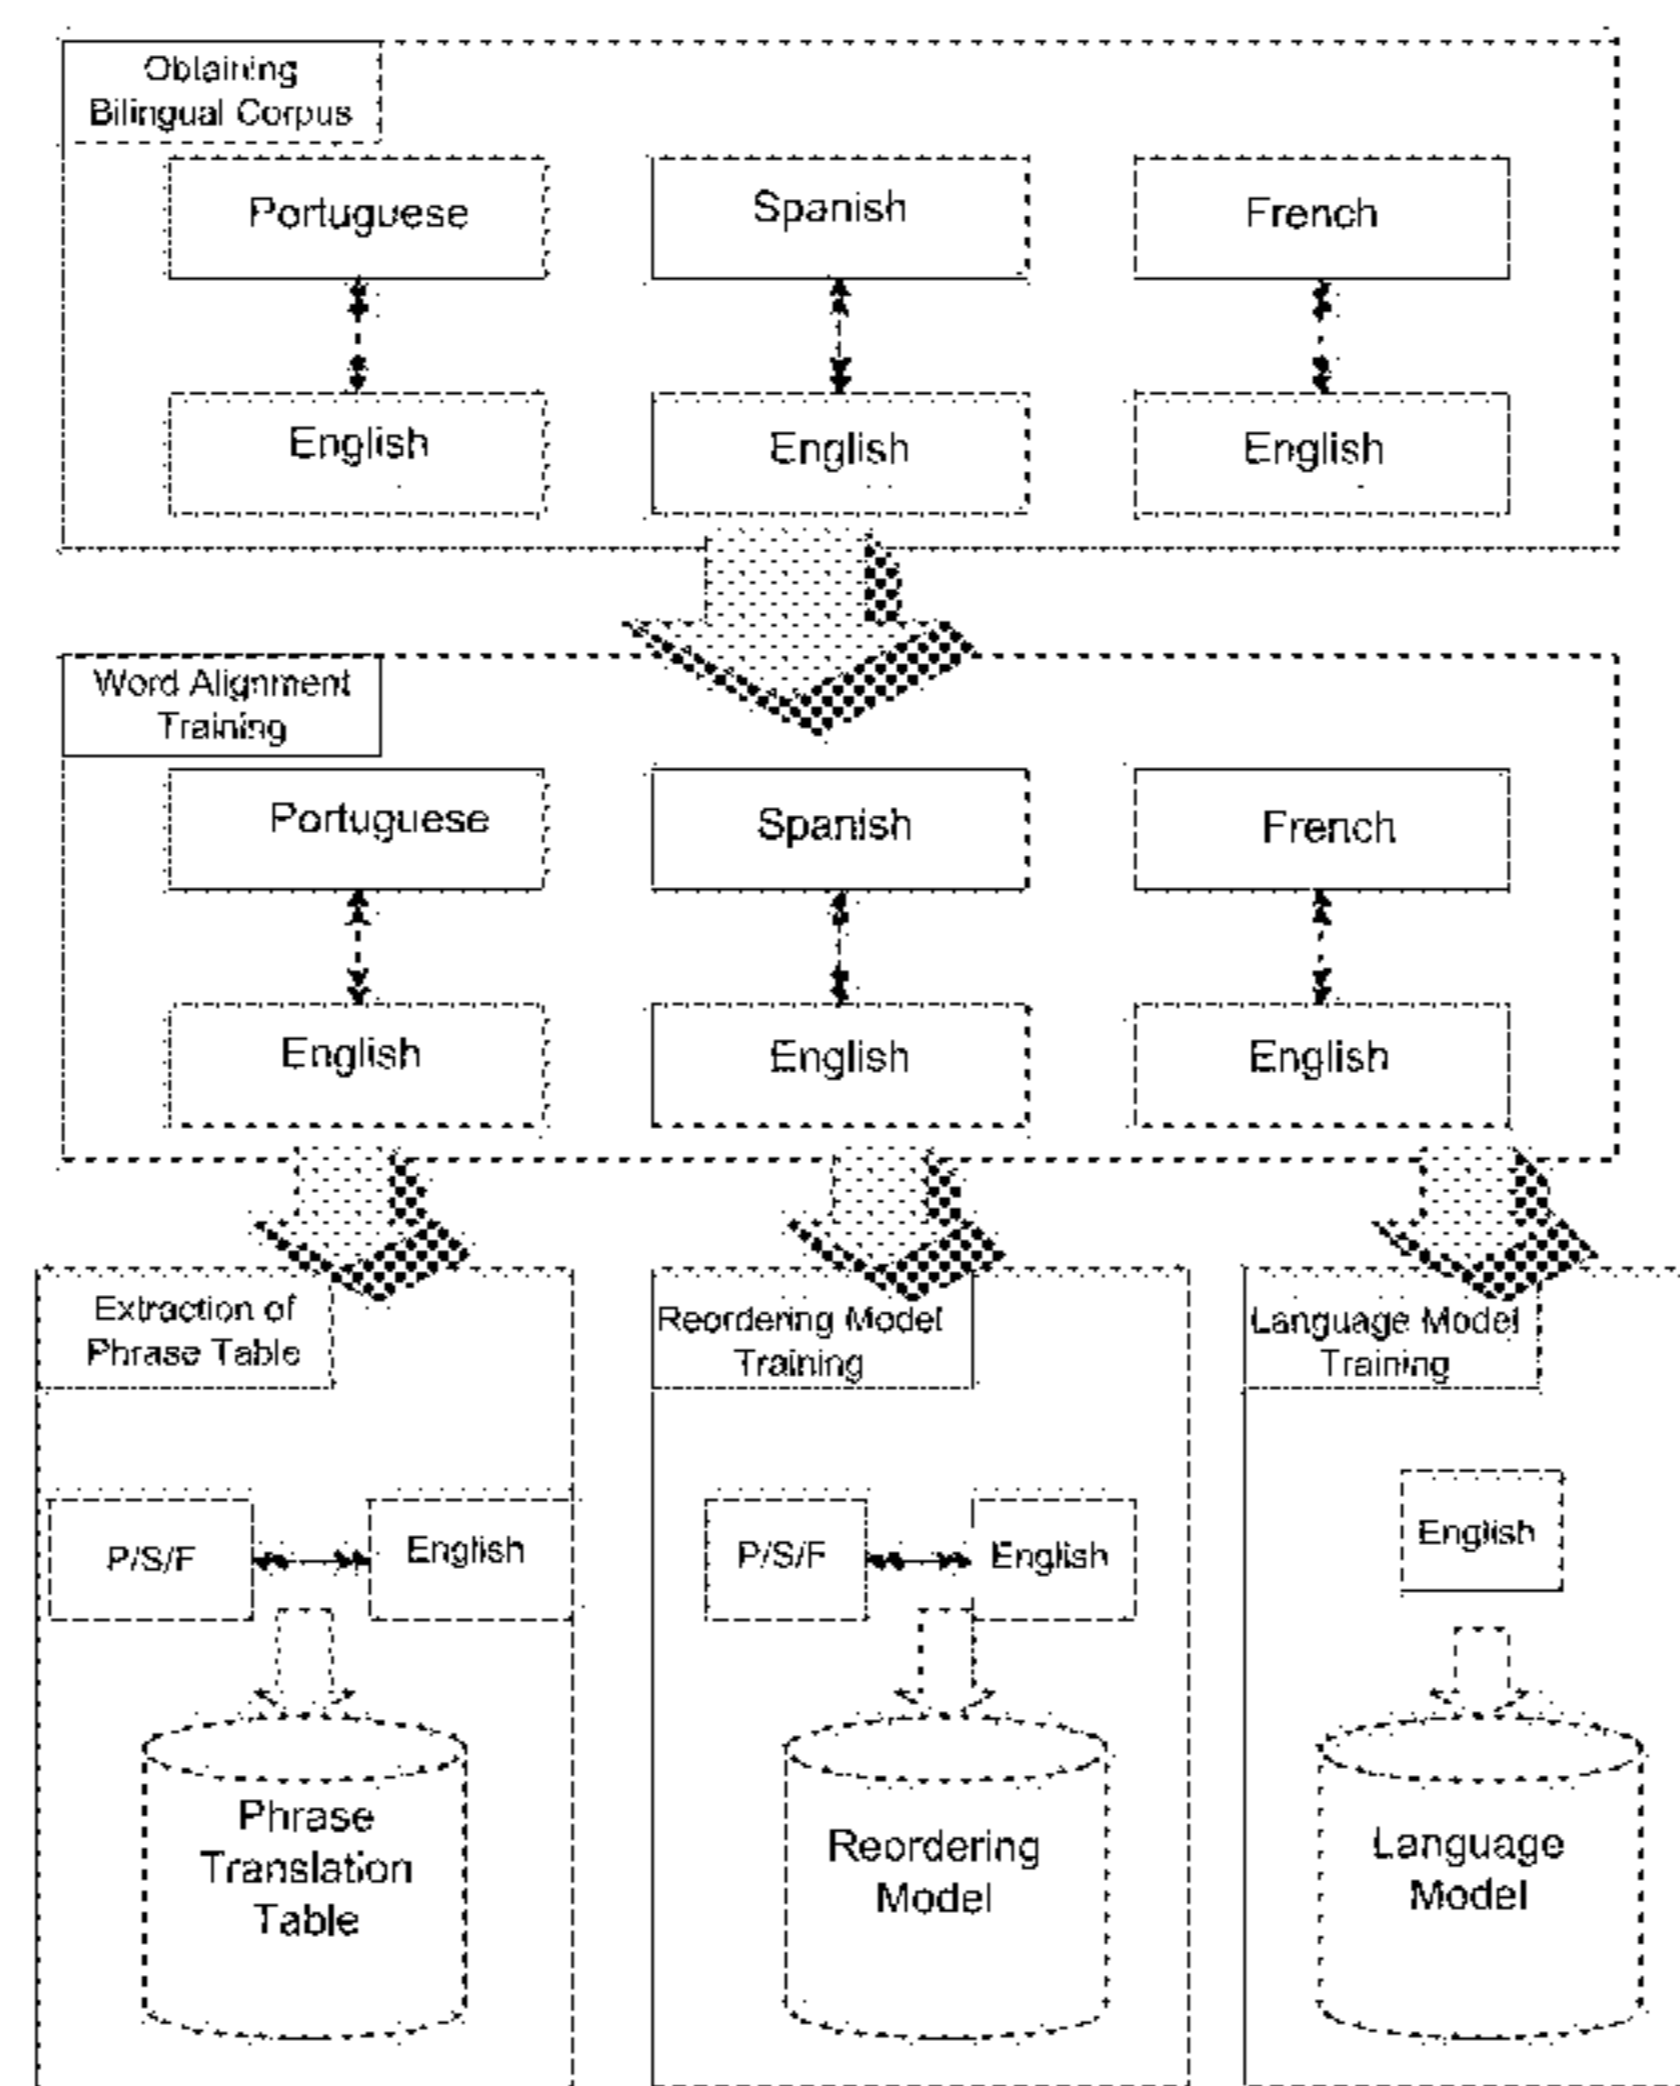 Obtaining
Bilingual Corpus
Portuguese
Spanish
French
English
English
English
Word Alignment
Training
Portuguese
Spanish
French
English
English
English
Extraction of
Phrase Table
Reordering Model
Training
Language Model
Training
P/S/F
English
P/S/F
English
English
Phrase
Translation
Table
Reordering
Model
Language
Model